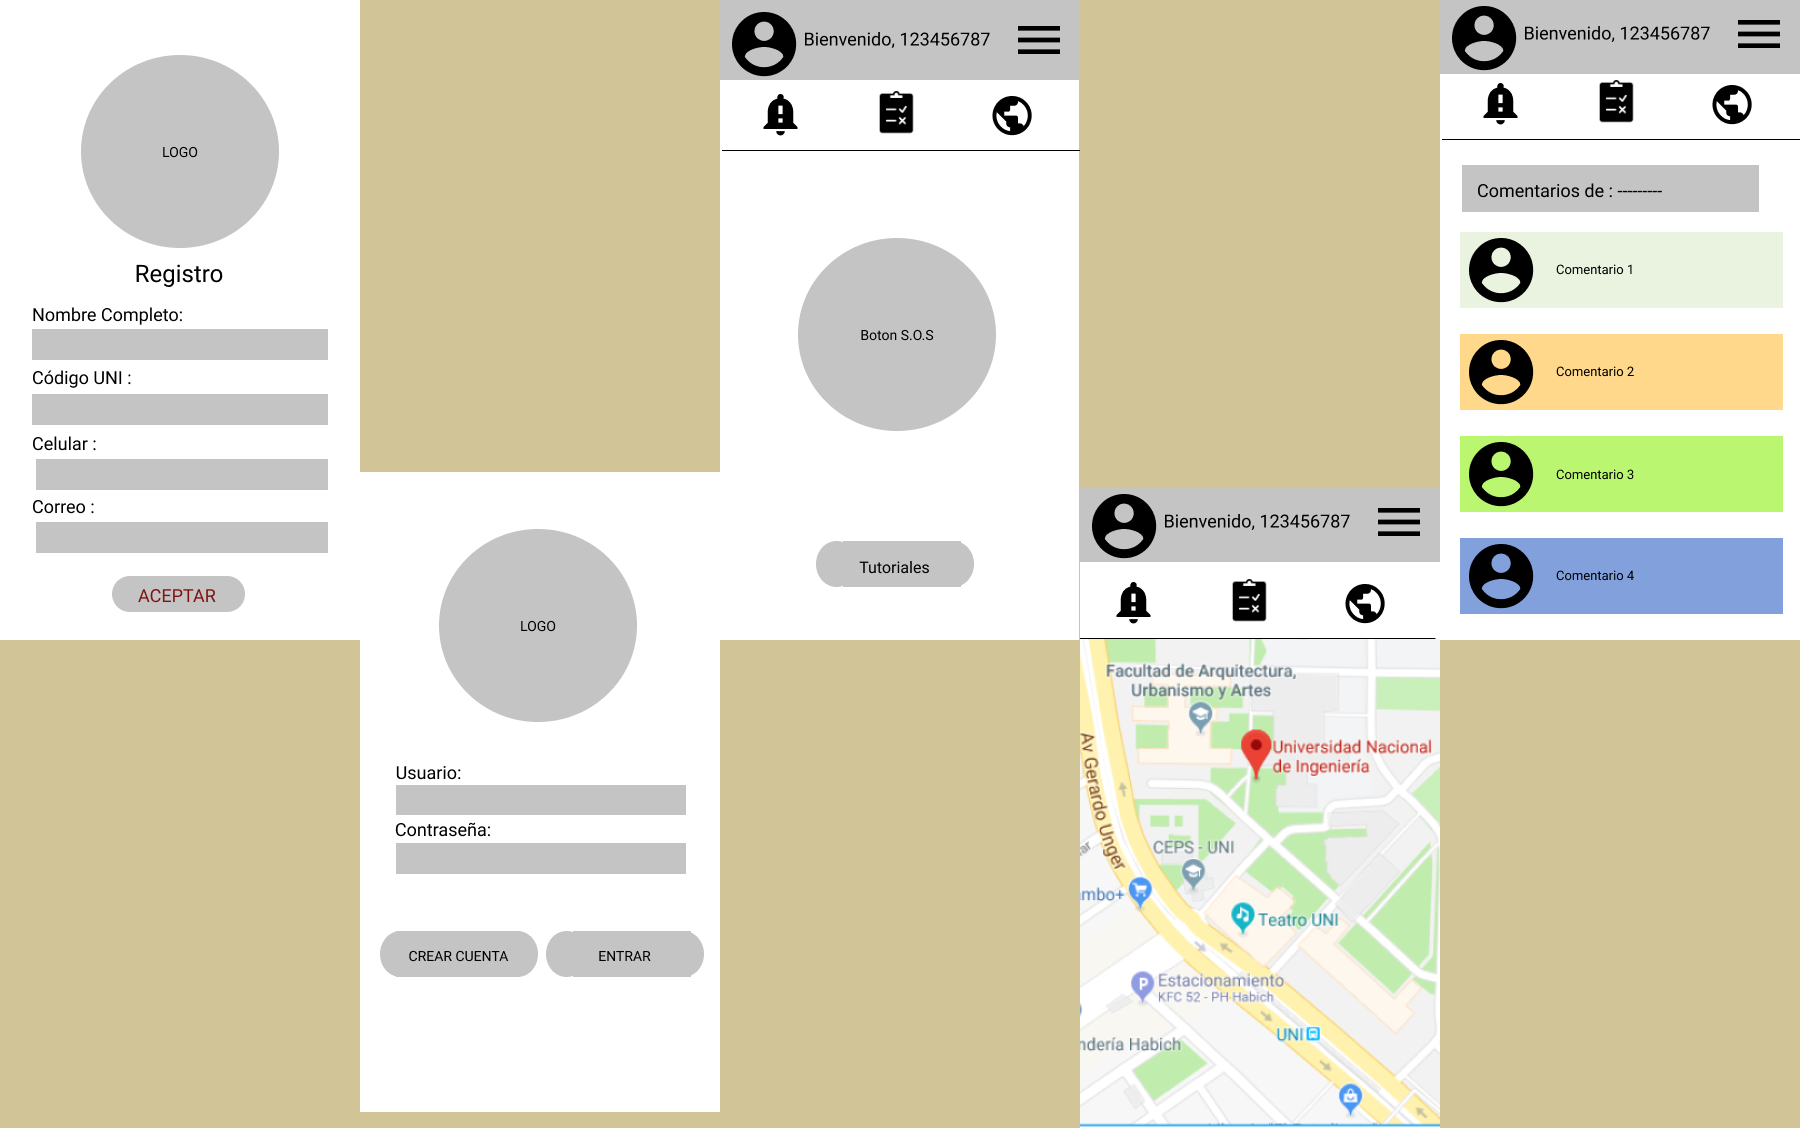 LOGO
Registro
Nombre Completo:
Código UNI :
Celular :
Correo :
ACEPTAR
LOGO
Usuario:
Contraseña:
CREAR CUENTA
ENTRAR
Bienvenido, 123456787
Boton S.O.S
Tutoriales
Bienvenido, 123456787
Facultad de Arquitectura,
Urbanismo y Artes
Universidad Nacional
de Ingeniería
Av Gerardo Unger
CEPS - UNI
mbo+
Teatro UNI
Estacionamiento
KFC 52 - PH Habich
UNI
ndería Habich
Bienvenido, 123456787
Comentarios de : ---------
Comentario 1
Comentario 2
Comentario 3
Comentario 4